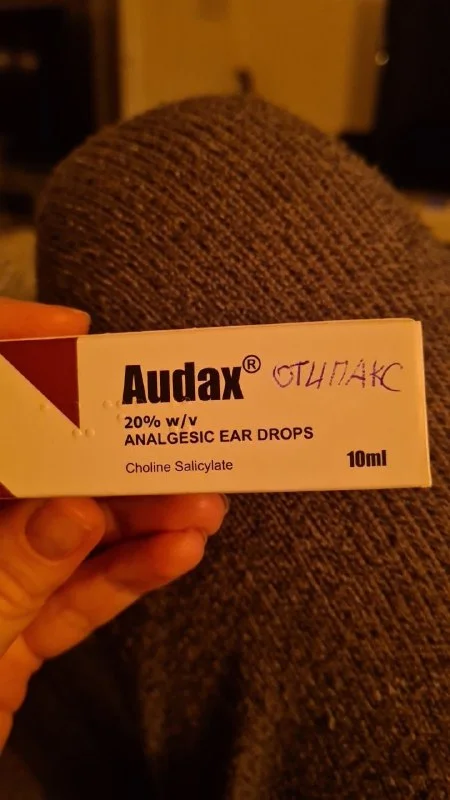 Audax® ОТИПАКС
20% w/v
ANALGESIC EAR DROPS
Choline Salicylate 10ml